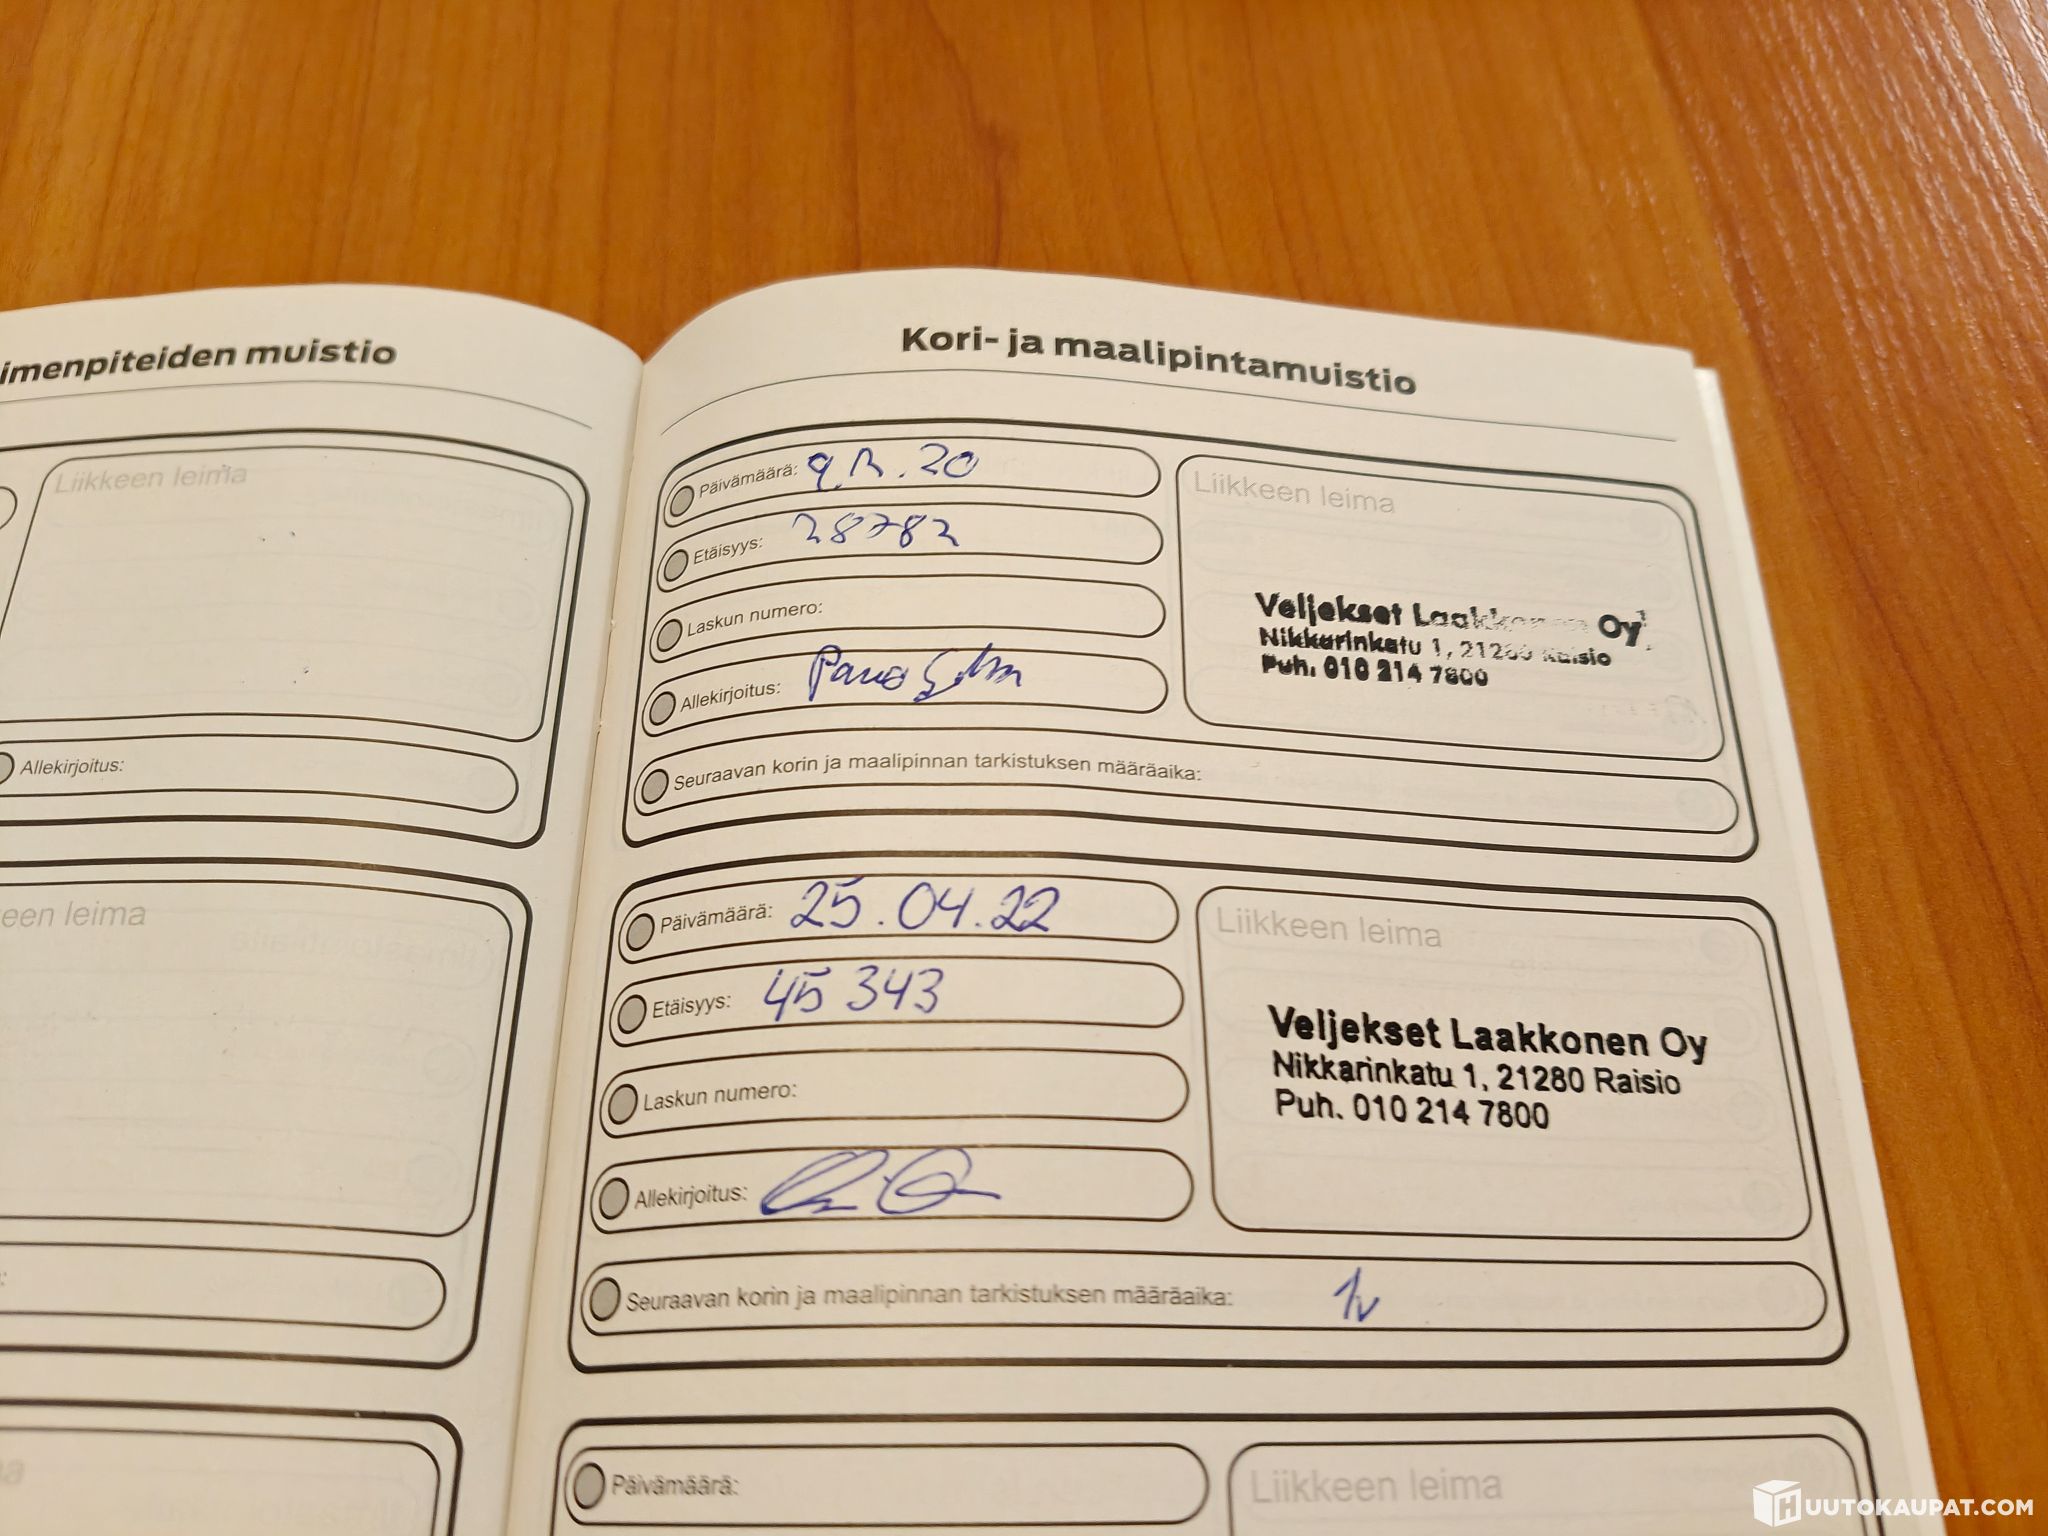 imenpiteiden muistio
Liikkeen leima
Allekirjoitus:
een leima
Kori- ja maalipintamuistio
Päivämäärä: 9.12.20
Etäisyys: 28782
Laskun numero:
Allekirjoitus:
Liikkeen leima
Veljekset Laakkonen Oy
Nikkarinkatu 1, 21280 Raisio
Puh. 010 214 7800
Seuraavan korin ja maalipinnan tarkistuksen määräaika:
Päivämäärä: 25.04.22
Etäisyys: 45 343
Laskun numero:
Allekirjoitus:
Liikkeen leima
Veljekset Laakkonen Oy
Nikkarinkatu 1, 21280 Raisio
Puh. 010 214 7800
Seuraavan korin ja maalipinnan tarkistuksen määräaika: 1v
Päivämäärä:
Liikkeen leima
HUUTOKAUPAT.COM